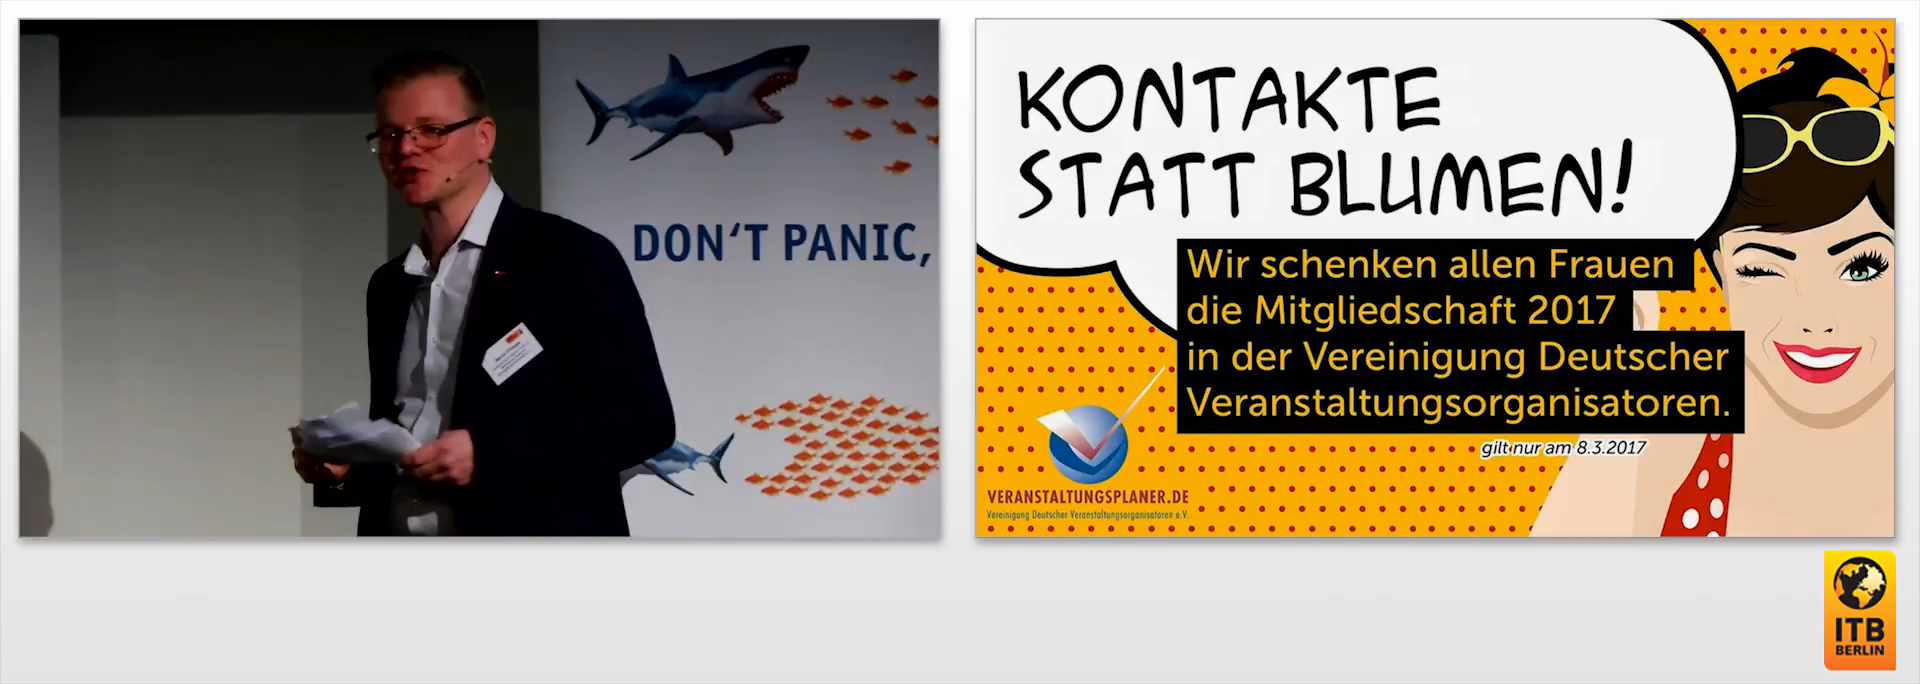 DON‘T PANIC,
KONTAKTE
STATT BLUMEN!
Wir schenken allen Frauen
die Mitgliedschaft 2017
in der Vereinigung Deutscher
Veranstaltungsorganisatoren.
gilt nur am 8.3.2017
VERANSTALTUNGSPLANER.DE
Vereinigung Deutscher Veranstaltungsorganisatoren e.V.
ITB
BERLIN